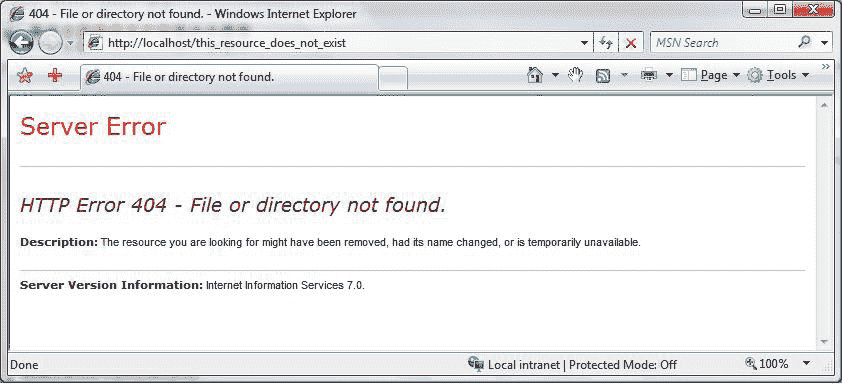 404 - File or directory not found. - Windows Internet Explorer
http://localhost/this_resource_does_not_exist
MSN Search
404 - File or directory not found.
Page
Tools
Server Error
HTTP Error 404 - File or directory not found.
Description: The resource you are looking for might have been removed, had its name changed, or is temporarily unavailable.
Server Version Information: Internet Information Services 7.0.
Done
Local intranet | Protected Mode: Off
100%